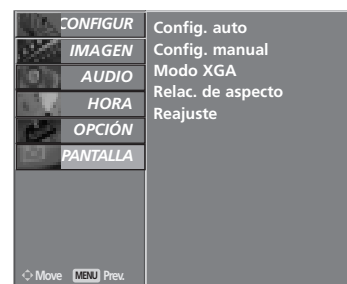 CONFIGUR
IMAGEN
AUDIO
HORA
OPCIÓN
PANTALLA
Config. auto
Config. manual
Modo XGA
Relac. de aspecto
Reajuste
Move MENU Prev.